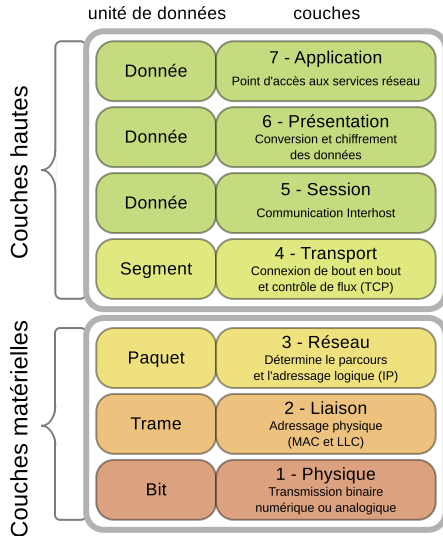 unité de données
couches
Couches hautes
Donnée
7 - Application
Point d'accès aux services réseau
Donnée
6 - Présentation
Conversion et chiffrement
des données
Donnée
5 - Session
Communication Interhost
Segment
4 - Transport
Connexion de bout en bout
et contrôle de flux (TCP)
Couches matérielles
Paquet
3 - Réseau
Détermine le parcours
et l'adressage logique (IP)
Trame
2 - Liaison
Adressage physique
(MAC et LLC)
Bit
1 - Physique
Transmission binaire
numérique ou analogique